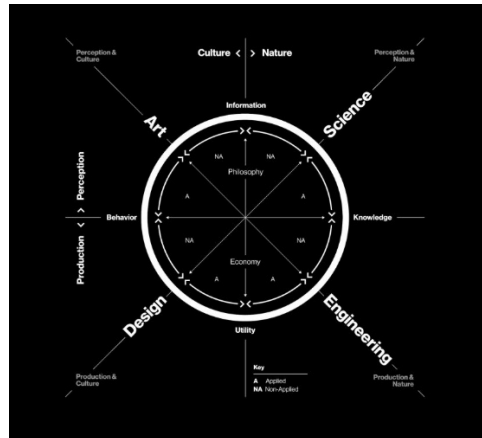 Perception &
Culture
Culture < > Nature
Perception &
Nature
Art
Information
Science
NA
NA
Philosophy
A
A
Production < > Perception
Behavior
Knowledge
NA
NA
Economy
A
A
Design
Utility
Engineering
Key
A Applied
NA Non-Applied
Production &
Culture
Production &
Nature